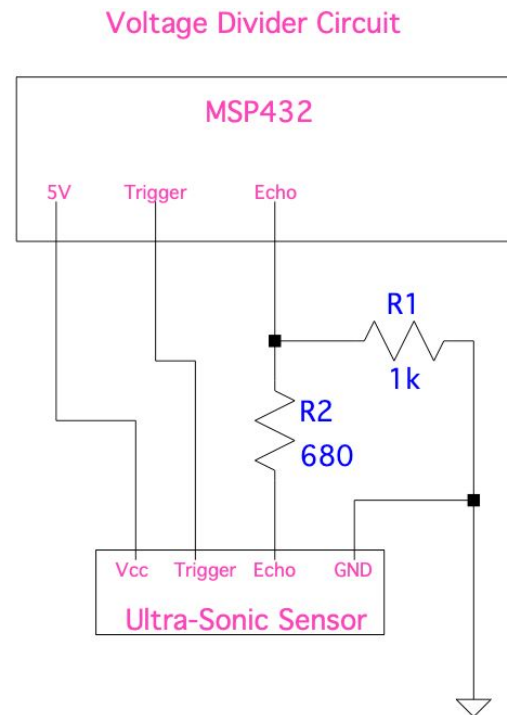 Voltage Divider Circuit
MSP432
5V Trigger Echo
R1
1k
R2
680
Vcc Trigger Echo GND
Ultra-Sonic Sensor